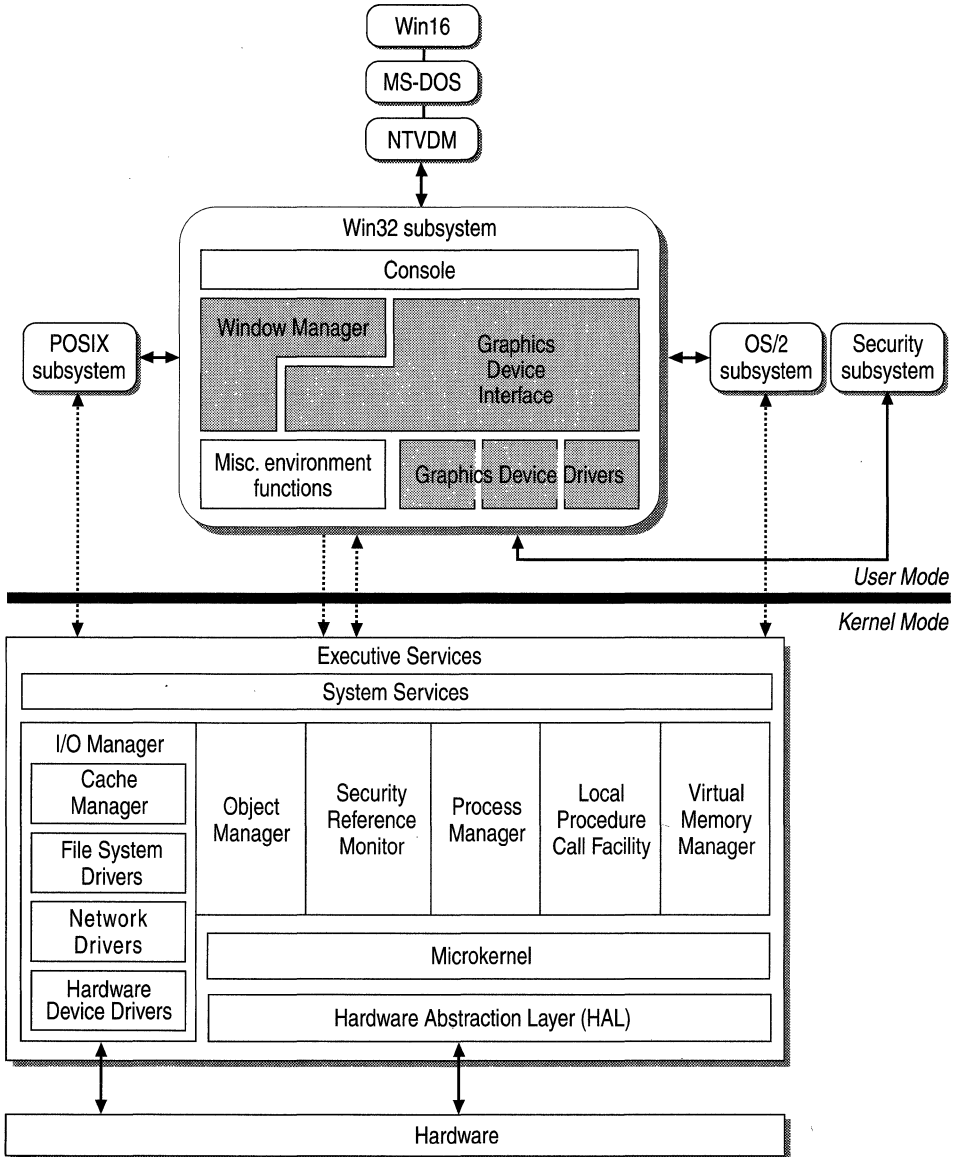 Win16
MS-DOS
NTVDM
Win32 subsystem
Console
Window Manager
Graphics
Device
Interface
POSIX
subsystem
OS/2
subsystem
Security
subsystem
Misc. environment
functions
Graphics Device Drivers
User Mode
Kernel Mode
Executive Services
System Services
I/O Manager
Cache
Manager
File System
Drivers
Network
Drivers
Hardware
Device Drivers
Object
Manager
Security
Reference
Monitor
Process
Manager
Local
Procedure
Call Facility
Virtual
Memory
Manager
Microkernel
Hardware Abstraction Layer (HAL)
Hardware